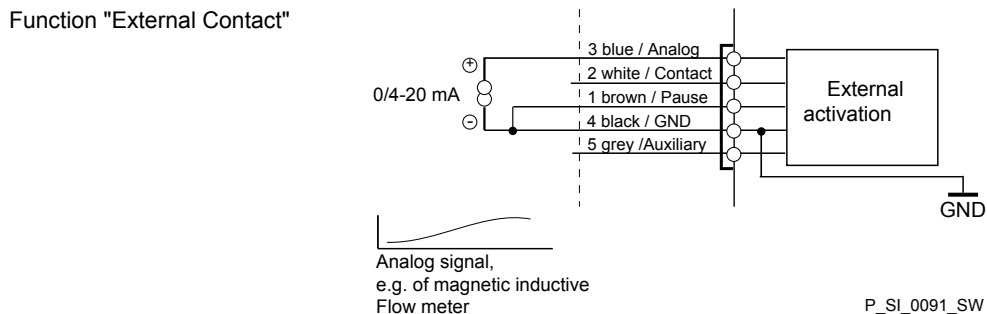 Function "External Contact"
3 blue / Analog
2 white / Contact
1 brown / Pause
4 black / GND
5 grey /Auxiliary
+
0/4-20 mA
-
External
activation
GND
Analog signal,
e.g. of magnetic inductive
Flow meter
P_SI_0091_SW